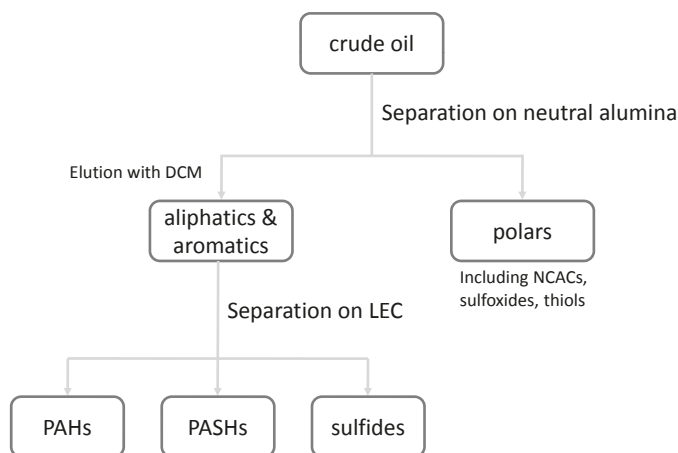 crude oil
Separation on neutral alumina
Elution with DCM
aliphatics &
aromatics
polars
Including NCACs,
sulfoxides, thiols
Separation on LEC
PAHs
PASHs
sulfides